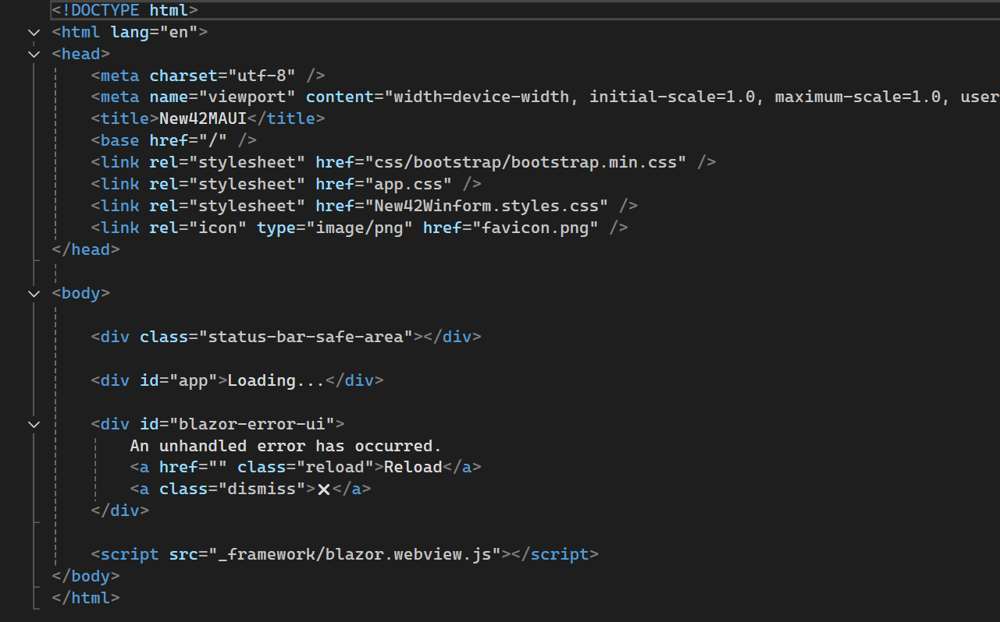 <!DOCTYPE html>
<html lang="en">
<head>
    <meta charset="utf-8" />
    <meta name="viewport" content="width=device-width, initial-scale=1.0, maximum-scale=1.0, user
    <title>New42MAUI</title>
    <base href="/" />
    <link rel="stylesheet" href="css/bootstrap/bootstrap.min.css" />
    <link rel="stylesheet" href="app.css" />
    <link rel="stylesheet" href="New42Winform.styles.css" />
    <link rel="icon" type="image/png" href="favicon.png" />
</head>
<body>
    <div class="status-bar-safe-area"></div>
    <div id="app">Loading...</div>
    <div id="blazor-error-ui">
        An unhandled error has occurred.
        <a href="" class="reload">Reload</a>
        <a class="dismiss">🗙</a>
    </div>
    <script src="_framework/blazor.webview.js"></script>
</body>
</html>